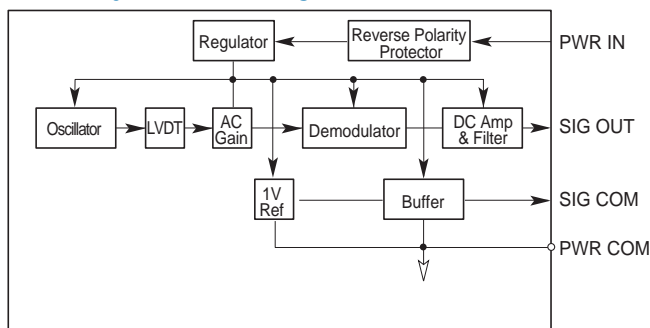 Regulator
Reverse Polarity
Protector
PWR IN
Oscillator
LVDT
AC
Gain
Demodulator
DC Amp
& Filter
SIG OUT
1V
Ref
Buffer
SIG COM
PWR COM